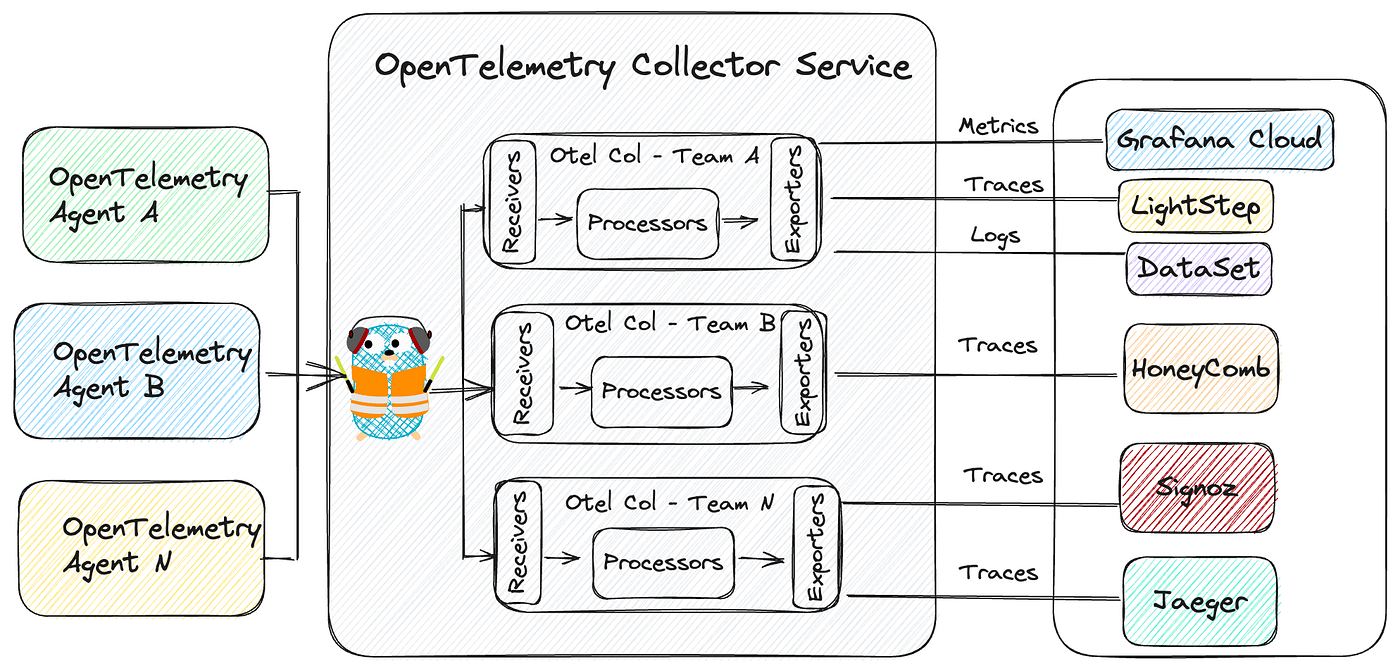 OpenTelemetry Collector Service
OpenTelemetry
Agent A
OpenTelemetry
Agent B
OpenTelemetry
Agent N
Otel Col - Team A
Receivers
Processors
Exporters
Otel Col - Team B
Receivers
Processors
Exporters
Otel Col - Team N
Receivers
Processors
Exporters
Metrics
Grafana Cloud
Traces
LightStep
Logs
DataSet
Traces
HoneyComb
Traces
Signoz
Traces
Jaeger